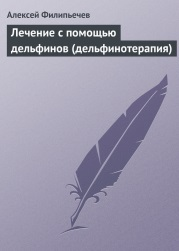 Алексей Филипьечев
Лечение с помощью
дельфинов (дельфинотерапия)